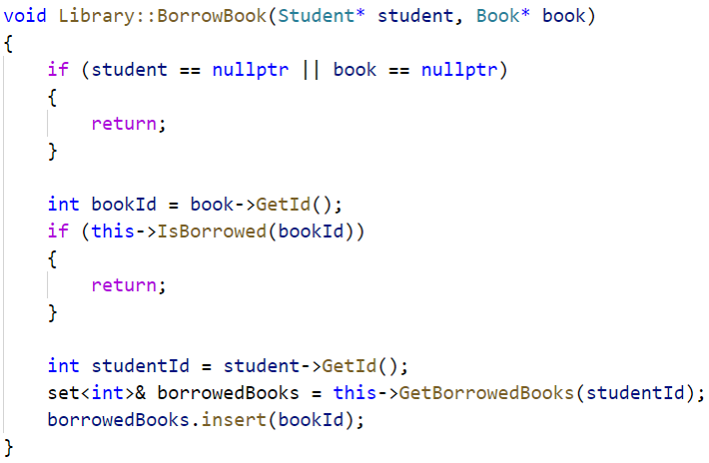 void Library::BorrowBook(Student* student, Book* book)
{
    if (student == nullptr || book == nullptr)
    {
        return;
    }

    int bookId = book->GetId();
    if (this->IsBorrowed(bookId))
    {
        return;
    }

    int studentId = student->GetId();
    set<int>& borrowedBooks = this->GetBorrowedBooks(studentId);
    borrowedBooks.insert(bookId);
}